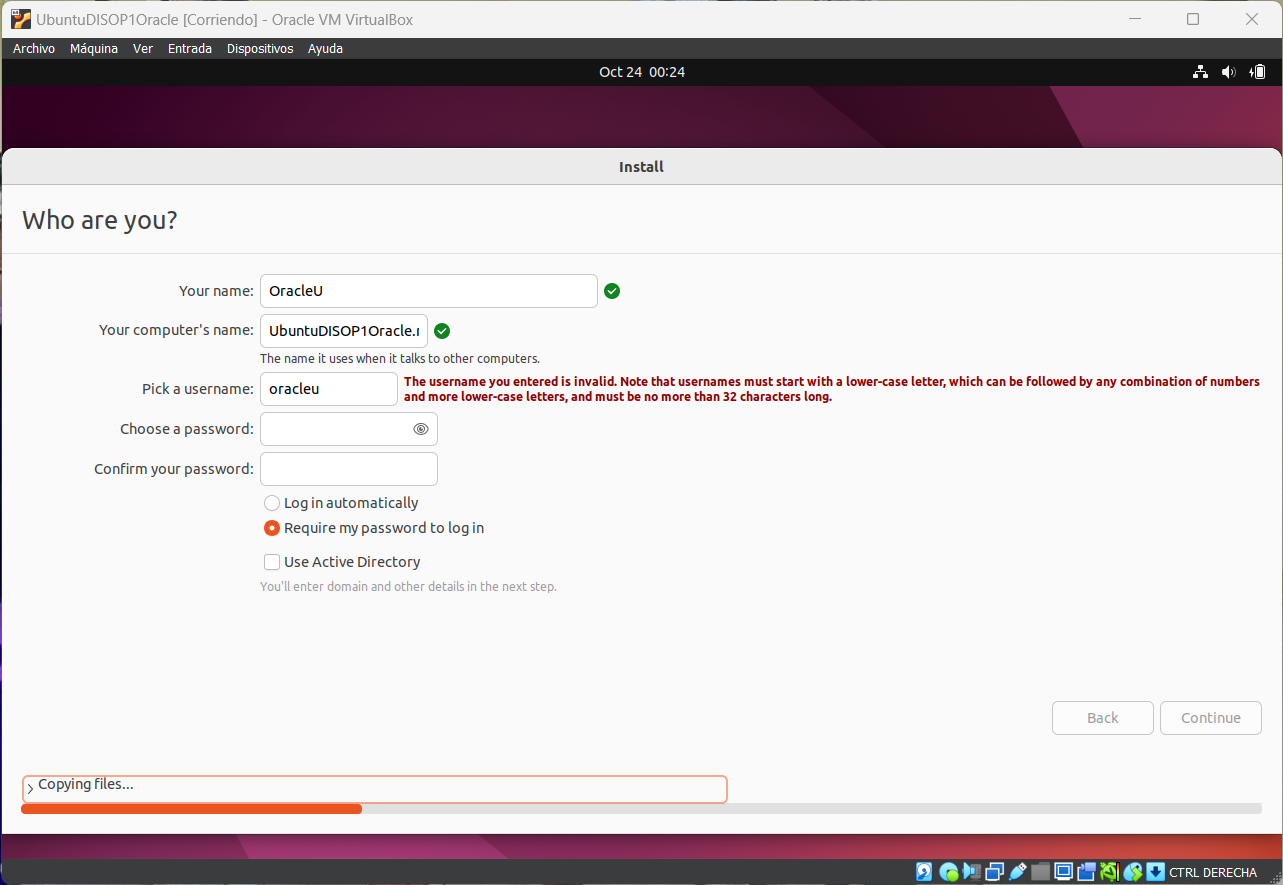 UbuntuDISOP1Oracle [Corriendo] - Oracle VM VirtualBox
Archivo Máquina Ver Entrada Dispositivos Ayuda
Oct 24 00:24
Install
Who are you?
Your name: OracleU
Your computer's name: UbuntuDISOP1Oracle.
The name it uses when it talks to other computers.
Pick a username: oracleu
The username you entered is invalid. Note that usernames must start with a lower-case letter, which can be followed by any combination of numbers
and more lower-case letters, and must be no more than 32 characters long.
Choose a password:
Confirm your password:
Log in automatically
Require my password to log in
Use Active Directory
You'll enter domain and other details in the next step.
Back Continue
Copying files...
CTRL DERECHA